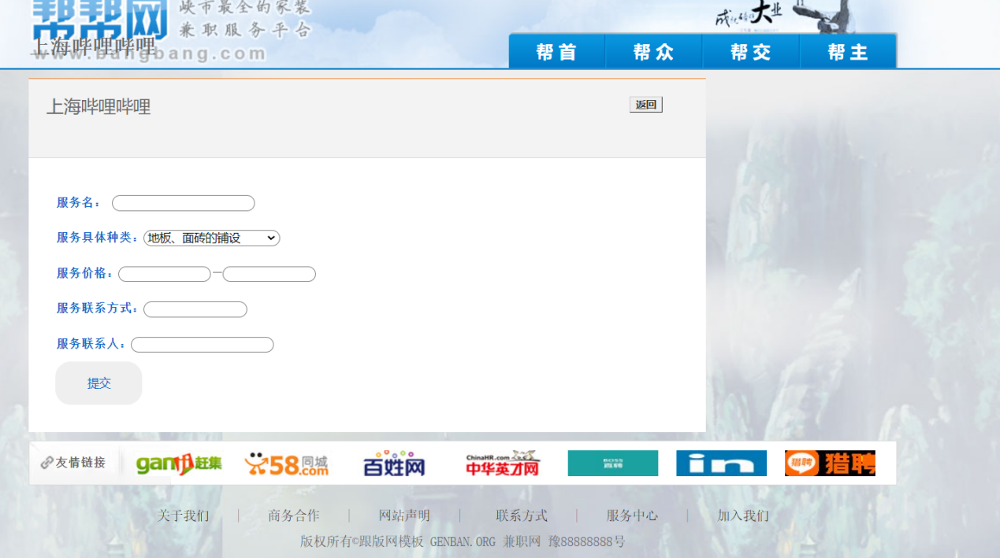 帮帮网
峡市最全的家装
兼职服务平台
上海哔哩哔哩
www.bangbang.com
成就大业
帮首 帮众 帮交 帮主
上海哔哩哔哩
返回
服务名：
服务具体种类： 地板、面砖的铺设
服务价格： —
服务联系方式：
服务联系人：
提交
友情链接 ganji赶集 58同城.com 百姓网 ChinaHR.com 中华英才网 BOSS直聘 in 猎聘 猎聘
关于我们 | 商务合作 | 网站声明 | 联系方式 | 服务中心 | 加入我们
版权所有©跟版网模板 GENBAN.ORG 兼职网 豫88888888号